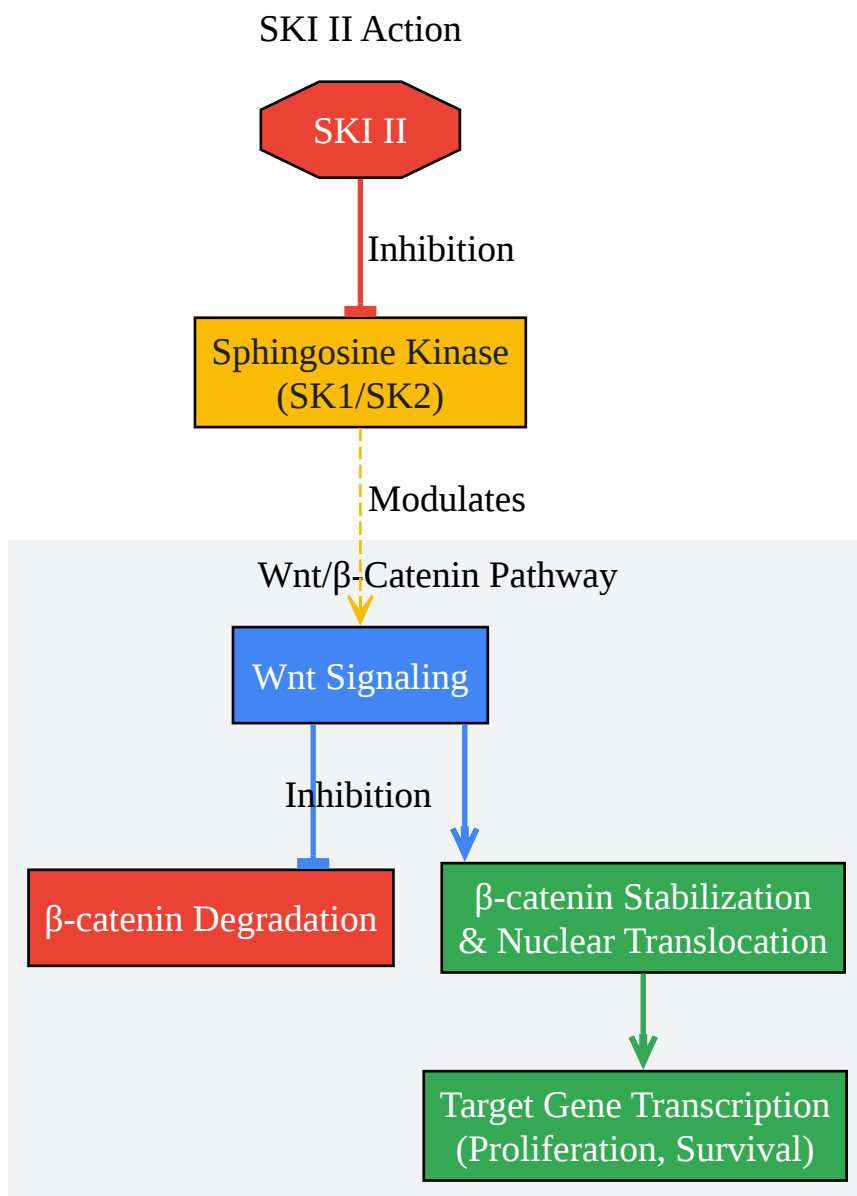 SKI II Action
SKI II
Inhibition
Sphingosine Kinase
(SK1/SK2)
Modulates
Wnt/β-Catenin Pathway
Wnt Signaling
Inhibition
β-catenin Degradation
β-catenin Stabilization
& Nuclear Translocation
Target Gene Transcription
(Proliferation, Survival)